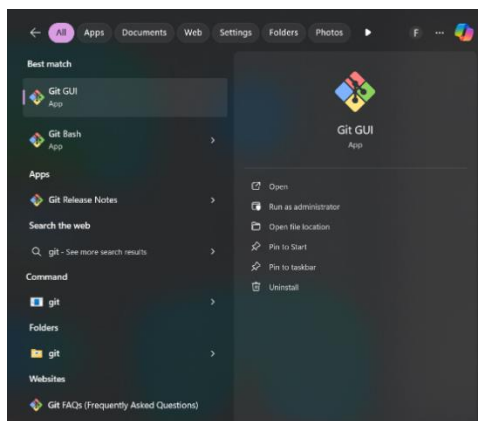 All Apps Documents Web Settings Folders Photos F
Best match
Git GUI
App
Git Bash
App
Apps
Git Release Notes
Search the web
git - See more search results
Command
git
Folders
git
Websites
Git FAQs (Frequently Asked Questions)
Git GUI
App
Open
Run as administrator
Open file location
Pin to Start
Pin to taskbar
Uninstall